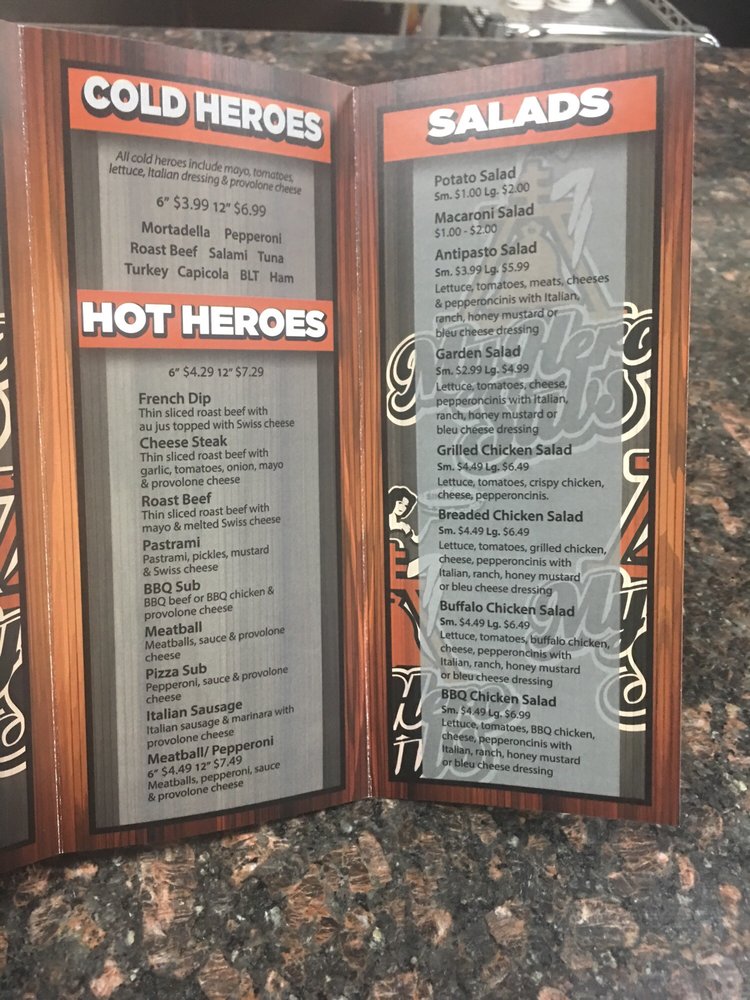 COLD HEROES
All cold heroes include mayo, tomatoes,
lettuce, Italian dressing & provolone cheese
6" $3.99 12" $6.99
Mortadella Pepperoni
Roast Beef Salami Tuna
Turkey Capicola BLT Ham
HOT HEROES
6" $4.29 12" $7.29
French Dip
Thin sliced roast beef with
au jus topped with Swiss cheese
Cheese Steak
Thin sliced roast beef with
garlic, tomatoes, onion, mayo
& provolone cheese
Roast Beef
Thin sliced roast beef with
mayo & melted Swiss cheese
Pastrami
Pastrami, pickles, mustard
& Swiss cheese
BBQ Sub
BBQ beef or BBQ chicken &
provolone cheese
Meatball
Meatballs, sauce & provolone
cheese
Pizza Sub
Pepperoni, sauce & provolone
cheese
Italian Sausage
Italian sausage & marinara with
provolone cheese
Meatball/ Pepperoni
6" $4.49 12" $7.49
Meatballs, pepperoni, sauce
& provolone cheese
SALADS
Potato Salad
Sm. $1.00 Lg. $2.00
Macaroni Salad
$1.00 - $2.00
Antipasto Salad
Sm. $3.99 Lg. $5.99
Lettuce, tomatoes, meats, cheeses
& pepperoncinis with Italian,
ranch, honey mustard or
bleu cheese dressing
Garden Salad
Sm. $2.99 Lg. $4.99
Lettuce, tomatoes, cheese,
pepperoncinis with Italian,
ranch, honey mustard or
bleu cheese dressing
Grilled Chicken Salad
Sm. $4.49 Lg. $6.49
Lettuce, tomatoes, crispy chicken,
cheese, pepperoncinis.
Breaded Chicken Salad
Sm. $4.49 Lg. $6.49
Lettuce, tomatoes, grilled chicken,
cheese, pepperoncinis with
Italian, ranch, honey mustard
or bleu cheese dressing
Buffalo Chicken Salad
Sm. $4.49 Lg. $6.49
Lettuce, tomatoes, buffalo chicken,
cheese, pepperoncinis with
Italian, ranch, honey mustard
or bleu cheese dressing
BBQ Chicken Salad
Sm. $4.49 Lg. $6.99
Lettuce, tomatoes, BBQ chicken,
cheese, pepperoncinis with
Italian, ranch, honey mustard
or bleu cheese dressing